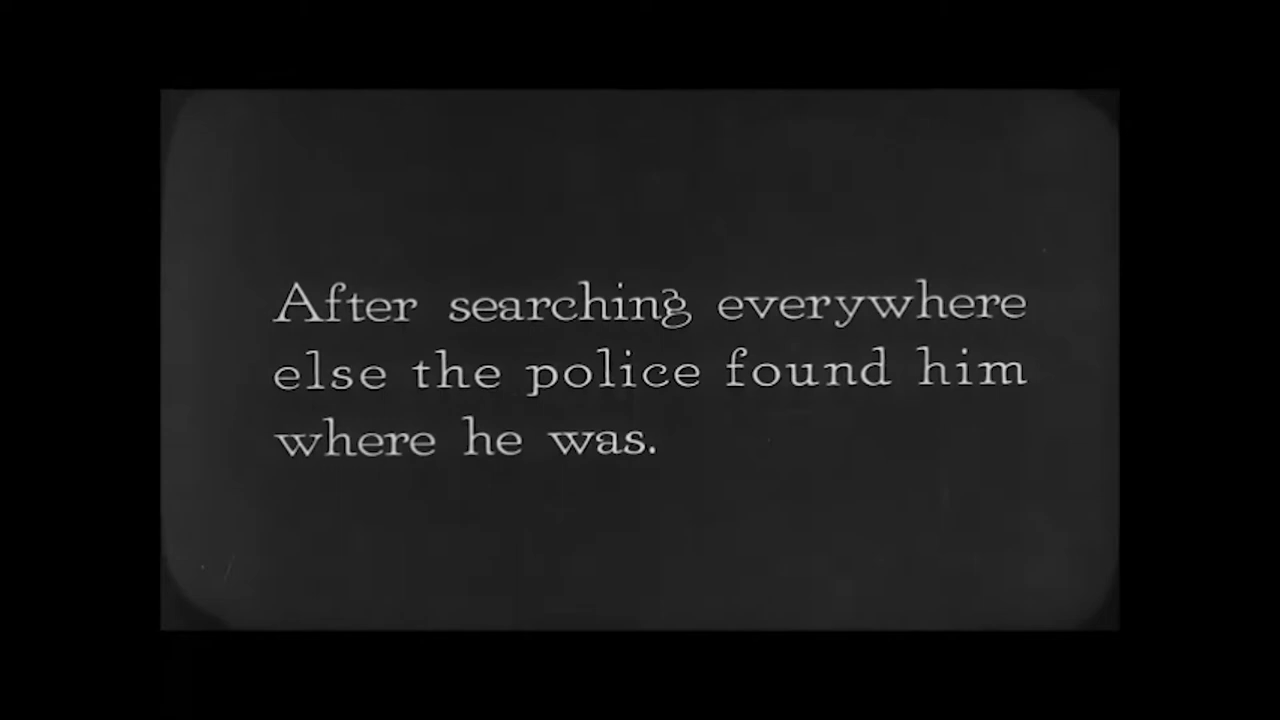 After searching everywhere
else the police found him
where he was.